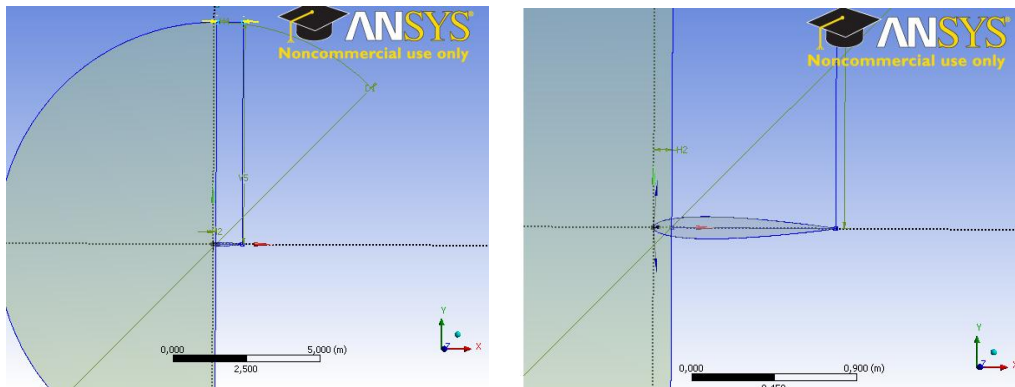 ANSYS
Noncommercial use only
H2
V5
Y
Z
X
0,000
5,000 (m)
2,500
ANSYS
Noncommercial use only
H2
Y
Z
X
0,000
0,900 (m)